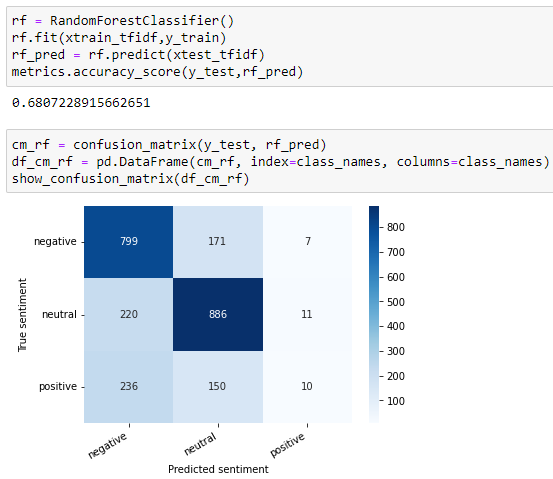 rf = RandomForestClassifier()
rf.fit(xtrain_tfidf,y_train)
rf_pred = rf.predict(xtest_tfidf)
metrics.accuracy_score(y_test,rf_pred)
0.6807228915662651
cm_rf = confusion_matrix(y_test, rf_pred)
df_cm_rf = pd.DataFrame(cm_rf, index=class_names, columns=class_names)
show_confusion_matrix(df_cm_rf)
True sentiment
negative 799 171 7
neutral 220 886 11
positive 236 150 10
negative neutral positive
Predicted sentiment
800
700
600
500
400
300
200
100